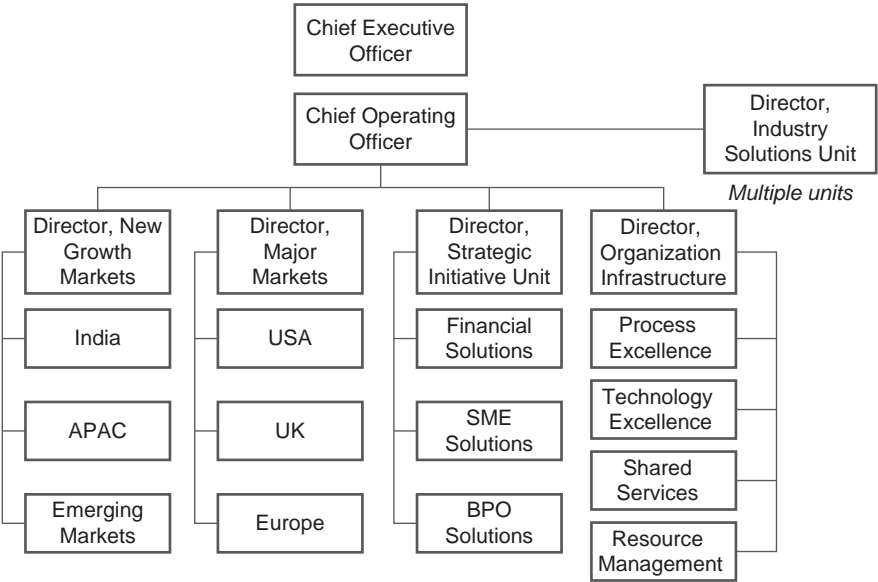 Chief Executive
Officer
Chief Operating
Officer
Director,
Industry
Solutions Unit
Multiple units
Director, New
Growth
Markets
India
APAC
Emerging
Markets
Director,
Major
Markets
USA
UK
Europe
Director,
Strategic
Initiative Unit
Financial
Solutions
SME
Solutions
BPO
Solutions
Director,
Organization
Infrastructure
Process
Excellence
Technology
Excellence
Shared
Services
Resource
Management